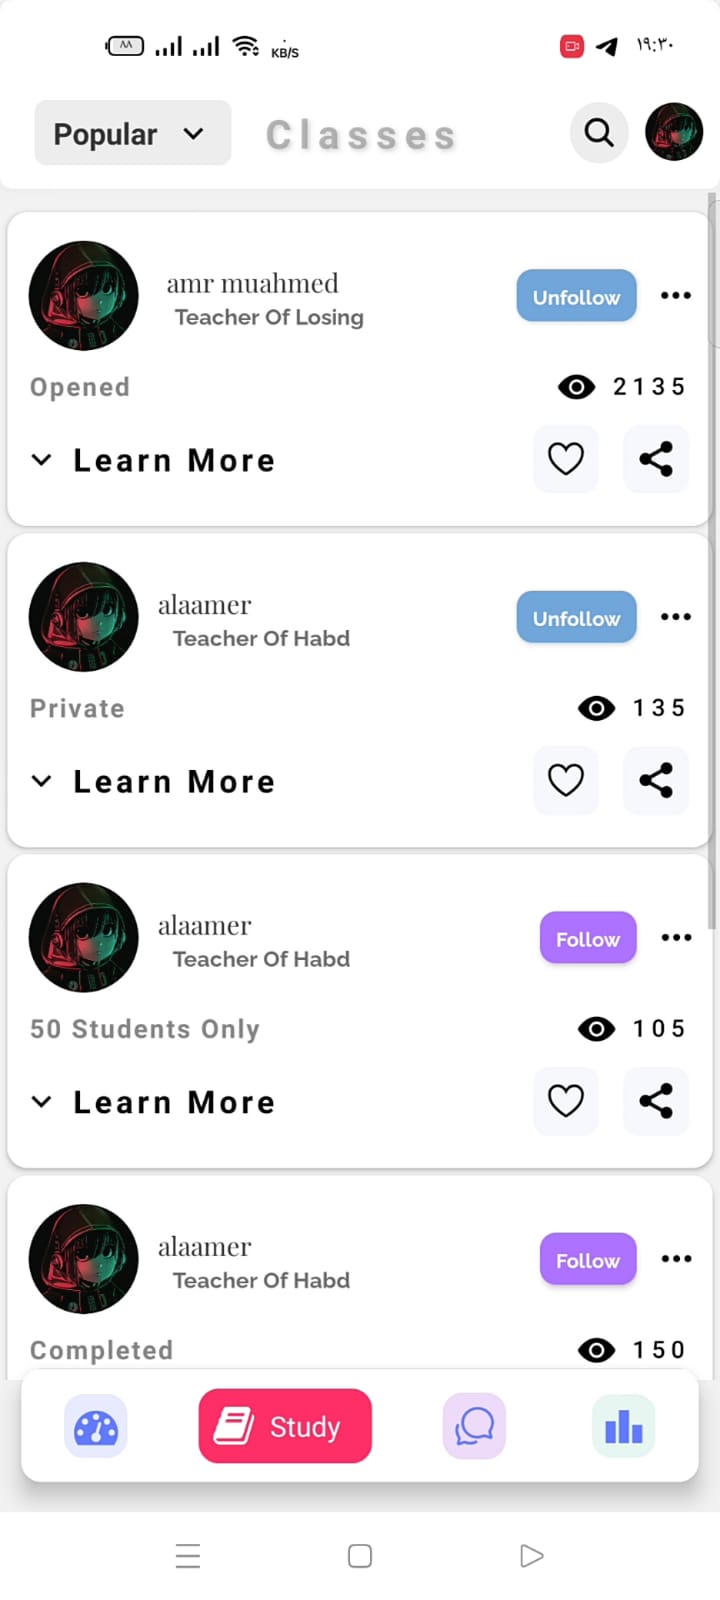 KB/S
١٩:٣٠
Popular
Classes
amr muahmed
Teacher Of Losing
Unfollow
Opened
2135
Learn More
alaamer
Teacher Of Habd
Unfollow
Private
135
Learn More
alaamer
Teacher Of Habd
Follow
50 Students Only
105
Learn More
alaamer
Teacher Of Habd
Follow
Completed
150
Study